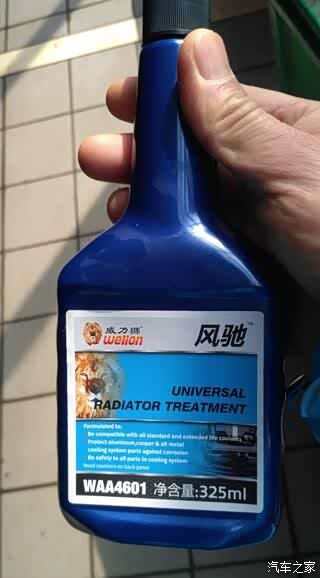 威力狮
welion
风驰™
UNIVERSAL
RADIATOR TREATMENT
Formulated to:
Be compatible with all standard and extended life coolants
Protect aluminum,cooper & all metal
cooling system parts against corrosion
Be safety to all parts in cooling system
Read cautions on back panel
WAA4601 净含量:325ml
汽车之家